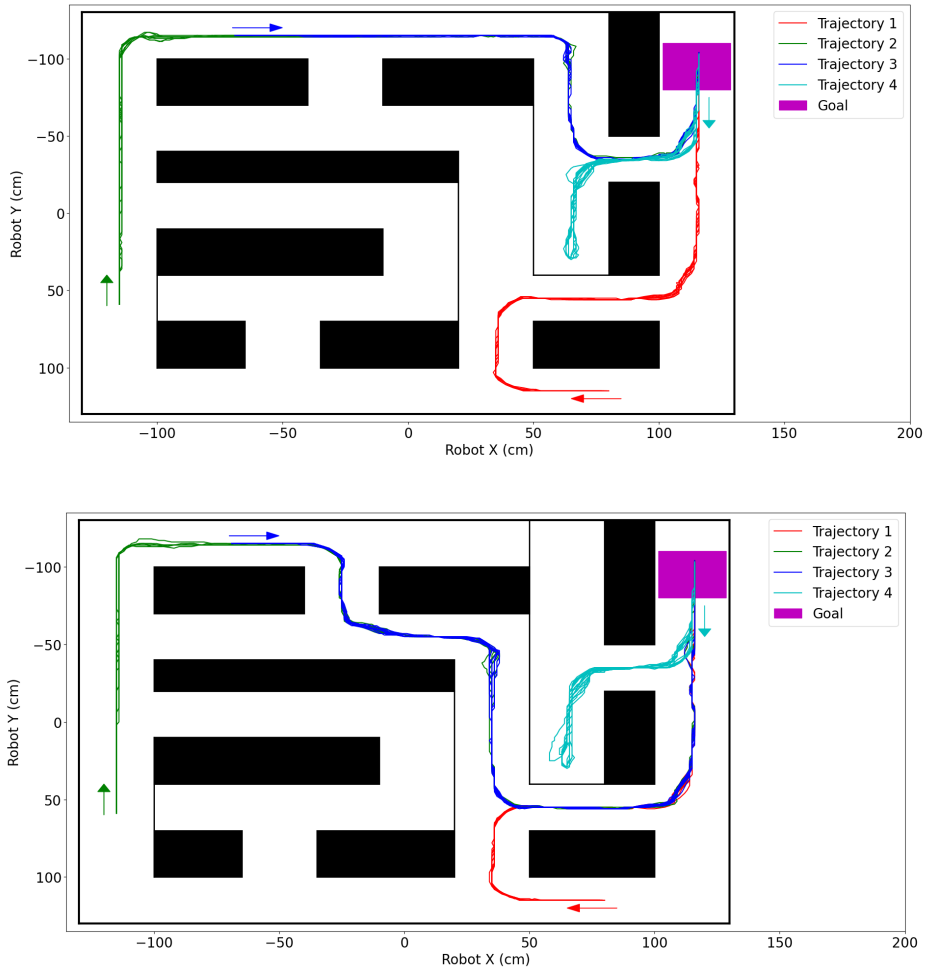 Trajectory 1
Trajectory 2
Trajectory 3
Trajectory 4
Goal
−100
−50
0
50
100
Robot Y (cm)
−100
−50
0
50
100
150
200
Robot X (cm)
Trajectory 1
Trajectory 2
Trajectory 3
Trajectory 4
Goal
−100
−50
0
50
100
Robot Y (cm)
−100
−50
0
50
100
150
200
Robot X (cm)